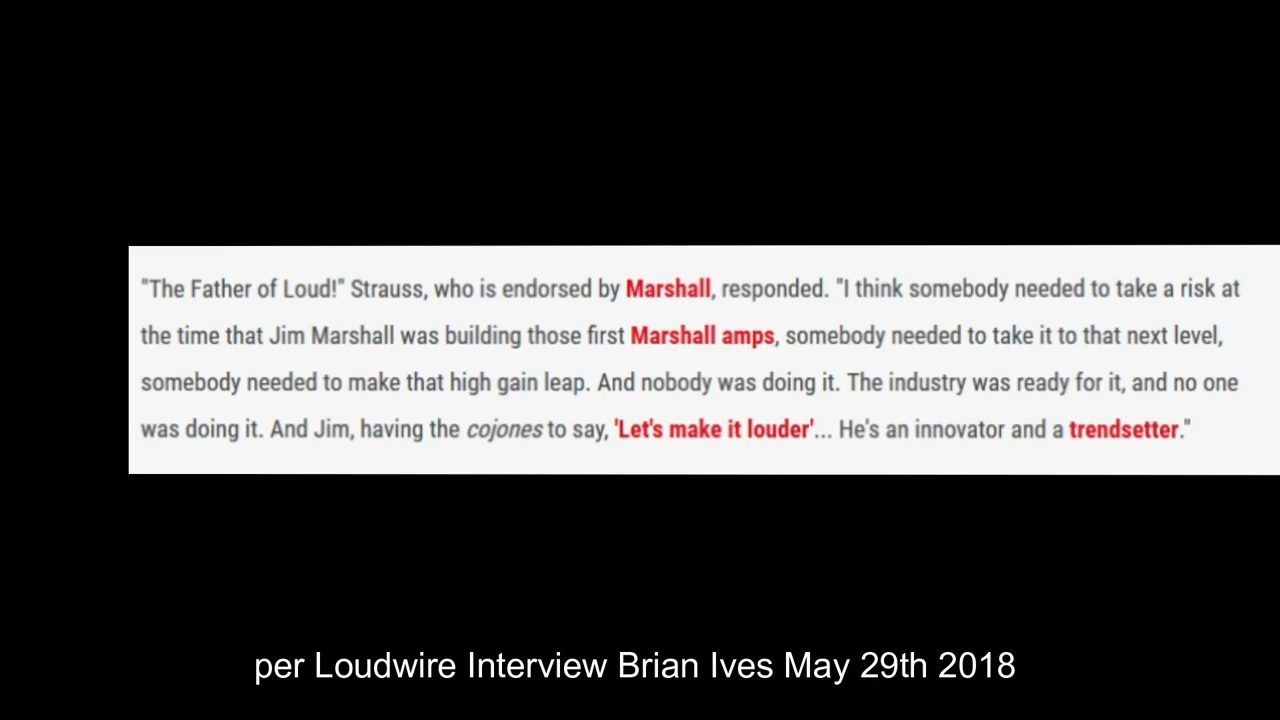 "The Father of Loud!" Strauss, who is endorsed by Marshall, responded. "I think somebody needed to take a risk at
the time that Jim Marshall was building those first Marshall amps, somebody needed to take it to that next level,
somebody needed to make that high gain leap. And nobody was doing it. The industry was ready for it, and no one
was doing it. And Jim, having the cojones to say, 'Let's make it louder'... He's an innovator and a trendsetter."
per Loudwire Interview Brian Ives May 29th 2018